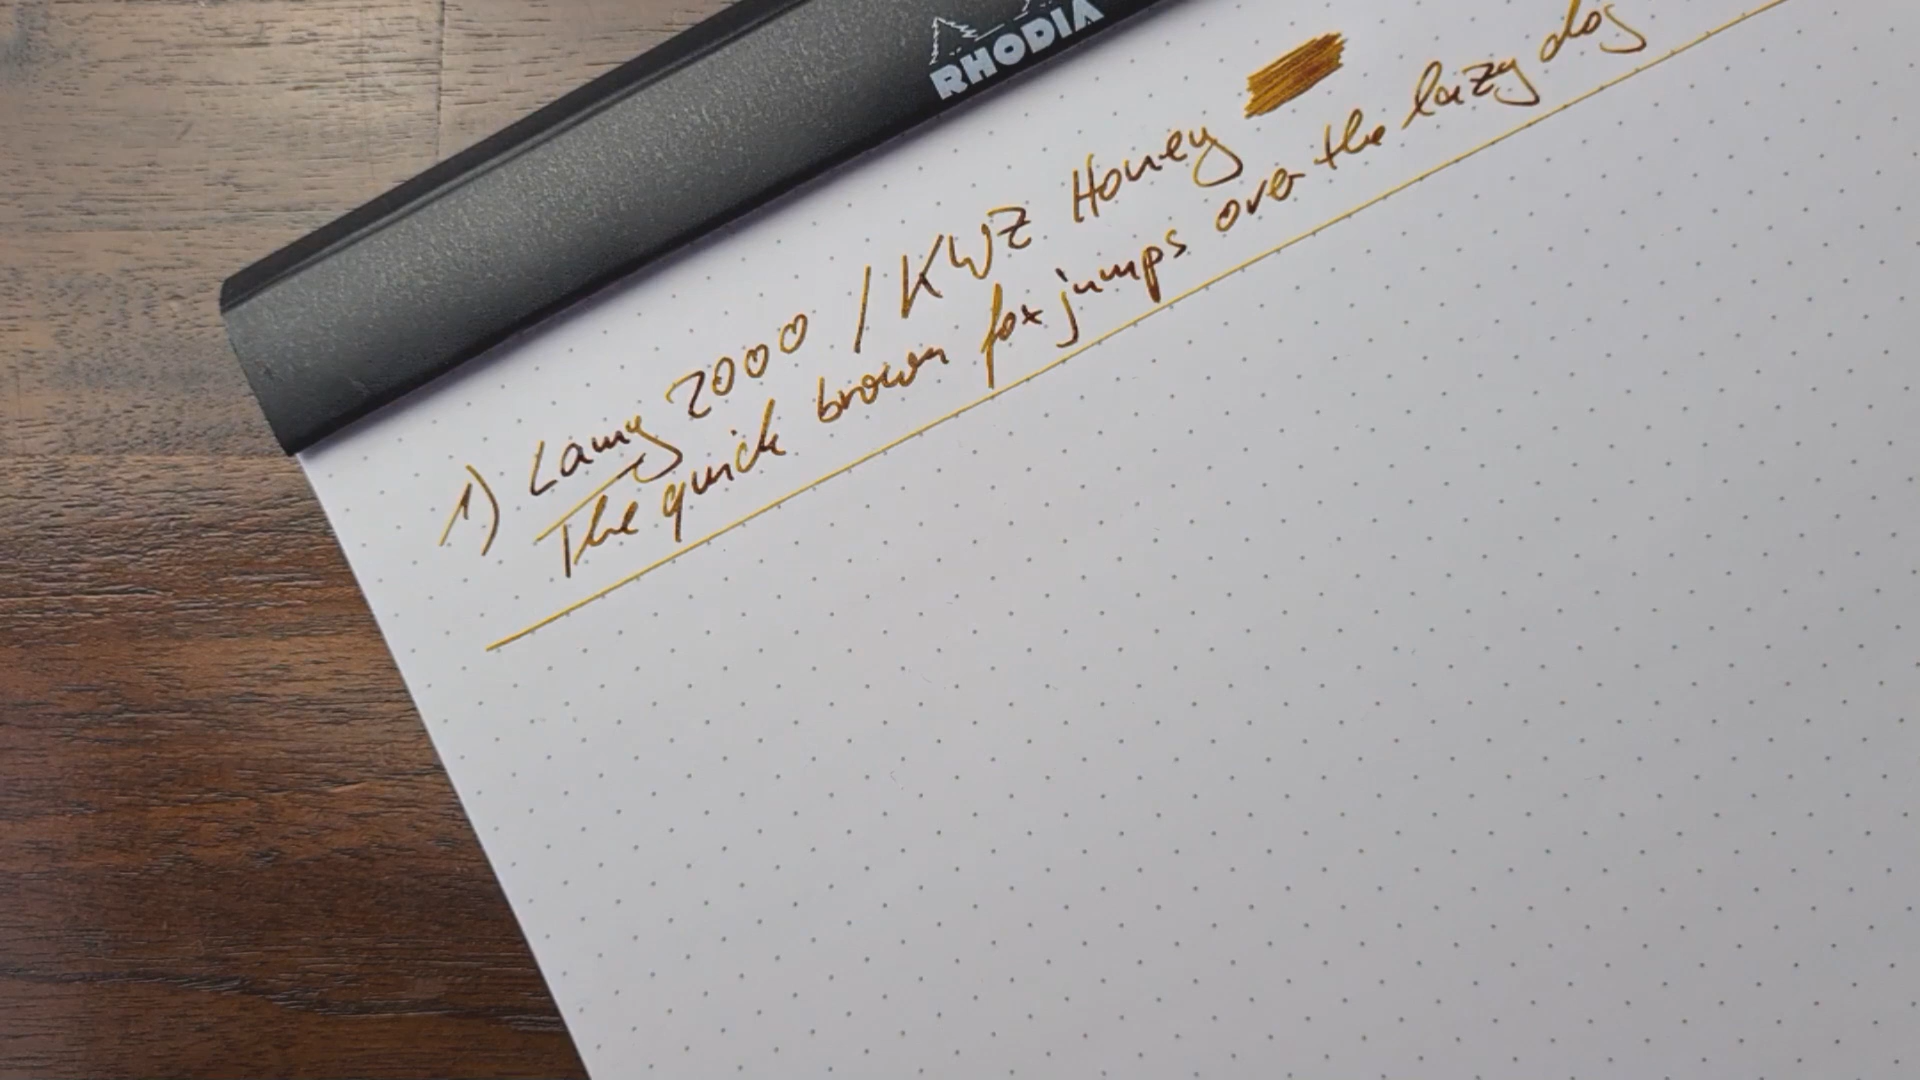 RHODIA
1) Lamy 2000 / KWZ Honey
The quick brown fox jumps over the lazy dog